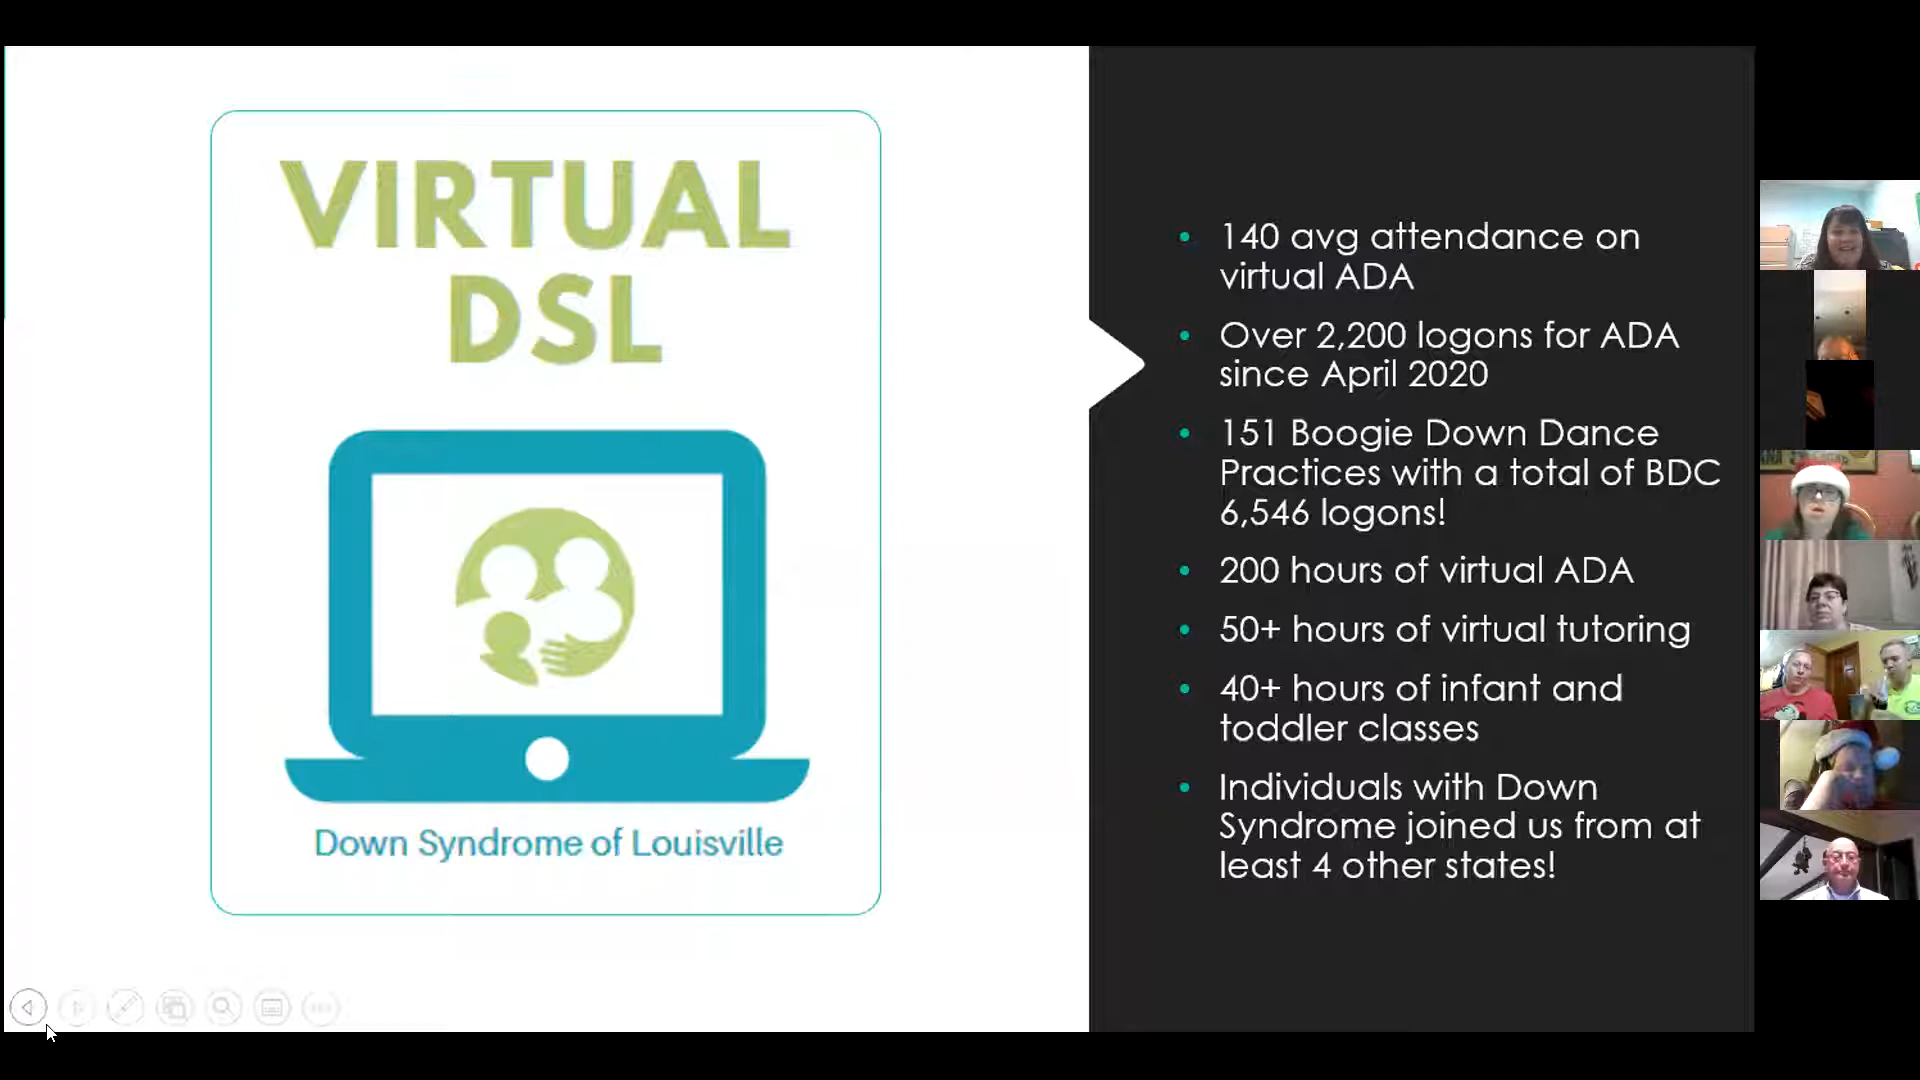 VIRTUAL
DSL
Down Syndrome of Louisville
• 140 avg attendance on
virtual ADA
• Over 2,200 logons for ADA
since April 2020
• 151 Boogie Down Dance
Practices with a total of BDC
6,546 logons!
• 200 hours of virtual ADA
• 50+ hours of virtual tutoring
• 40+ hours of infant and
toddler classes
• Individuals with Down
Syndrome joined us from at
least 4 other states!